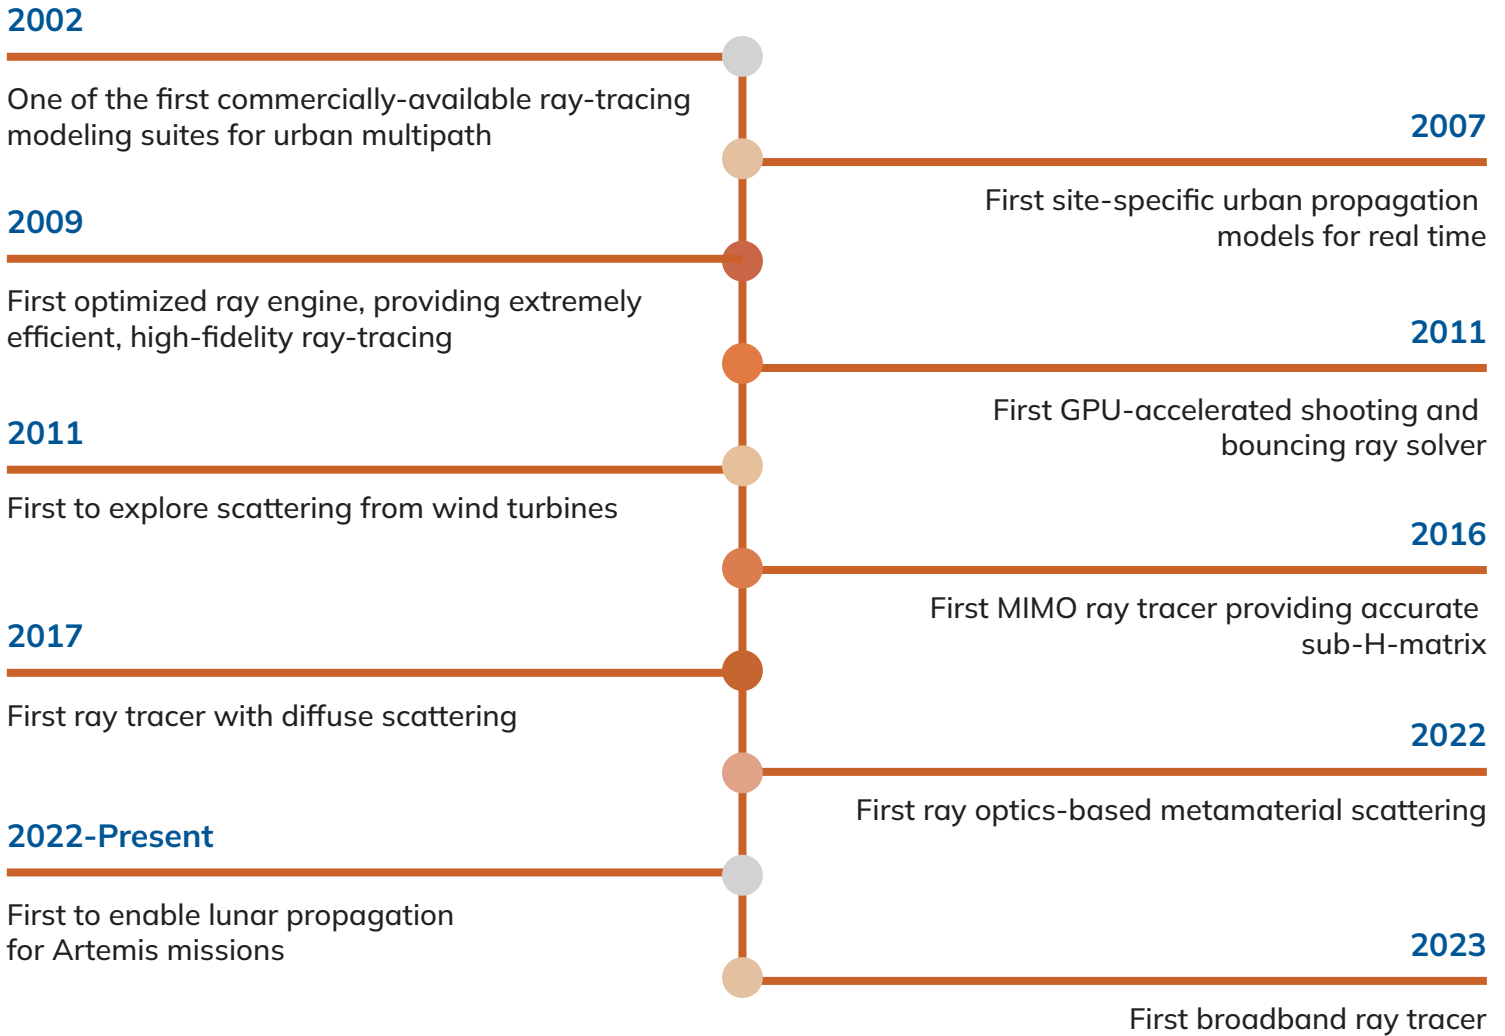 2002
One of the first commercially-available ray-tracing
modeling suites for urban multipath
2007
First site-specific urban propagation
models for real time
2009
First optimized ray engine, providing extremely
efficient, high-fidelity ray-tracing
2011
First GPU-accelerated shooting and
bouncing ray solver
2011
First to explore scattering from wind turbines
2016
First MIMO ray tracer providing accurate
sub-H-matrix
2017
First ray tracer with diffuse scattering
2022
First ray optics-based metamaterial scattering
2022-Present
First to enable lunar propagation
for Artemis missions
2023
First broadband ray tracer